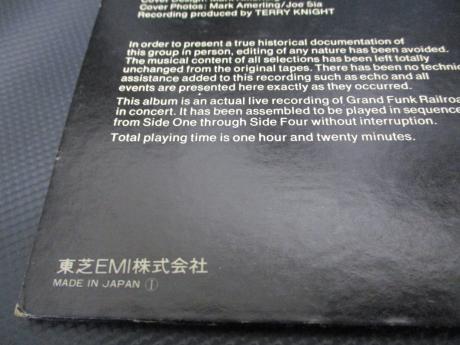 Cover Photos: Mark Amerling/Joe Sia
Recording produced by TERRY KNIGHT
In order to present a true historical documentation of
this group in person, editing of any nature has been avoided.
The musical content of all selections has been left totally
unchanged from the original tapes. There has been no
assistance added to this recording such as echo and all
events are presented here exactly as they occurred.
This album is an actual live recording of Grand Funk
in concert. It has been assembled to be played in sequence
from Side One through Side Four without interruption.
Total playing time is one hour and twenty minutes.
東芝EMI株式会社
MADE IN JAPAN Ⓘ